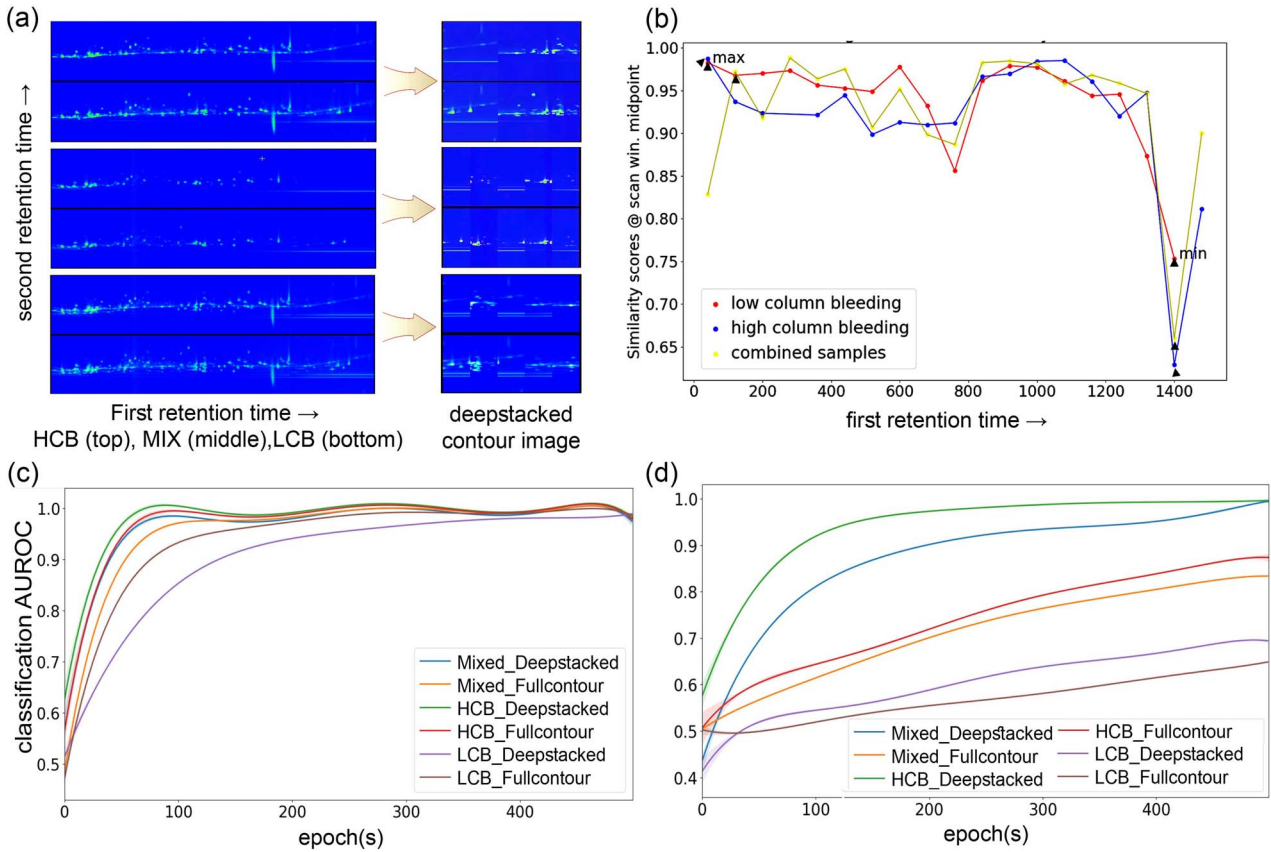 (a)
second retention time →
First retention time →
HCB (top), MIX (middle),LCB (bottom)
deepstacked
contour image
(b)
Similarity scores @ scan win. midpoint
1.00
0.95
0.90
0.85
0.80
0.75
0.70
0.65
max
min
low column bleeding
high column bleeding
combined samples
0 200 400 600 800 1000 1200 1400
first retention time →
(c)
classification AUROC
1.0
0.9
0.8
0.7
0.6
0.5
Mixed_Deepstacked
Mixed_Fullcontour
HCB_Deepstacked
HCB_Fullcontour
LCB_Deepstacked
LCB_Fullcontour
0 100 200 300 400
epoch(s)
(d)
1.0
0.9
0.8
0.7
0.6
0.5
0.4
Mixed_Deepstacked
Mixed_Fullcontour
HCB_Deepstacked
HCB_Fullcontour
LCB_Deepstacked
LCB_Fullcontour
0 100 200 300 400
epoch(s)